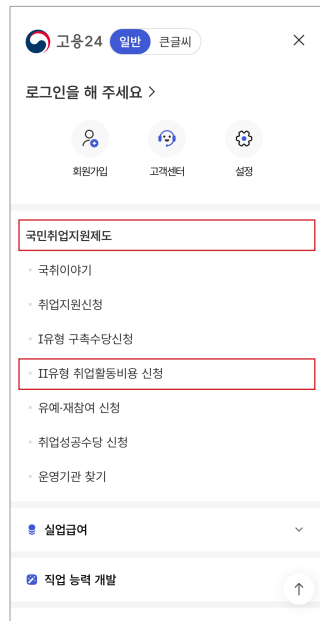 고용24 일반 큰글씨
로그인을 해 주세요
회원가입 고객센터 설정
국민취업지원제도
국취이야기
취업지원신청
I유형 구촉수당신청
II유형 취업활동비용 신청
유예·재참여 신청
취업성공수당 신청
운영기관 찾기
실업급여
직업 능력 개발